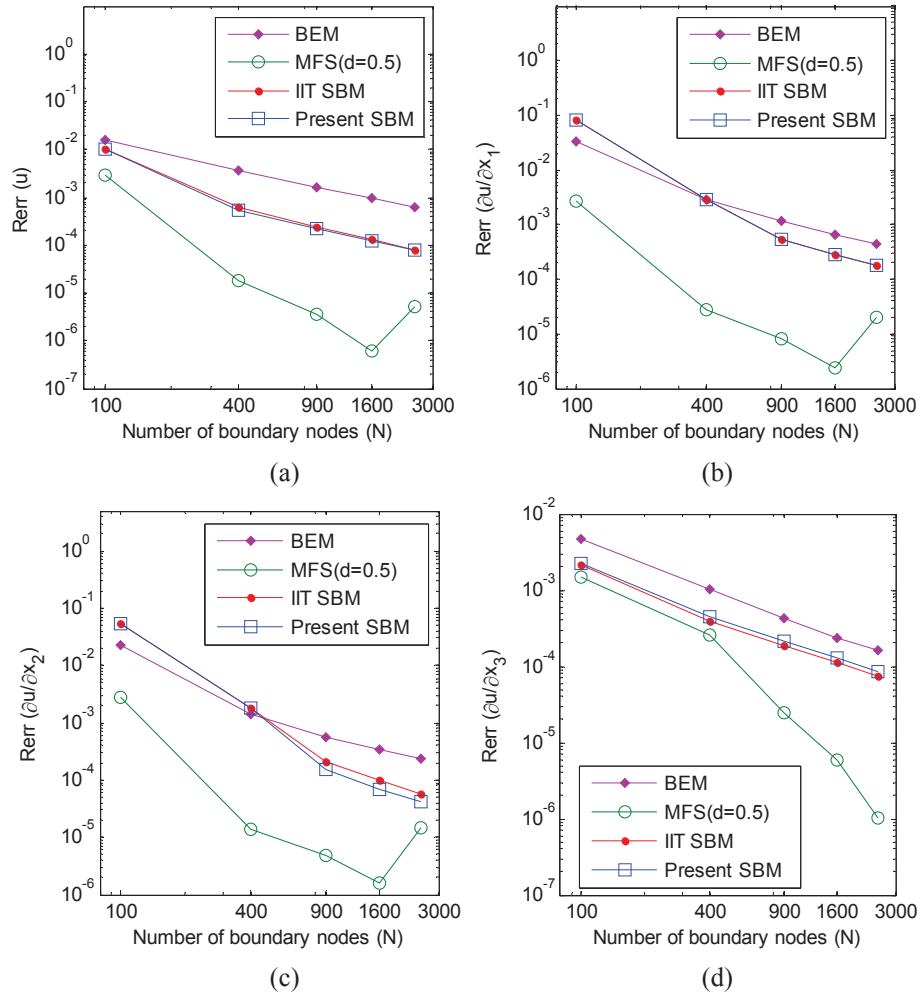 BEM
MFS(d=0.5)
IIT SBM
Present SBM
10^0
10^-1
10^-2
10^-3
10^-4
10^-5
10^-6
10^-7
Rerr (u)
100 400 900 1600 3000
Number of boundary nodes (N)
(a)
BEM
MFS(d=0.5)
IIT SBM
Present SBM
10^0
10^-1
10^-2
10^-3
10^-4
10^-5
10^-6
Rerr (∂u/∂x_1)
100 400 900 1600 3000
Number of boundary nodes (N)
(b)
BEM
MFS(d=0.5)
IIT SBM
Present SBM
10^0
10^-1
10^-2
10^-3
10^-4
10^-5
10^-6
Rerr (∂u/∂x_2)
100 400 900 1600 3000
Number of boundary nodes (N)
(c)
10^-2
10^-3
10^-4
10^-5
10^-6
10^-7
Rerr (∂u/∂x_3)
BEM
MFS(d=0.5)
IIT SBM
Present SBM
100 400 900 1600 3000
Number of boundary nodes (N)
(d)